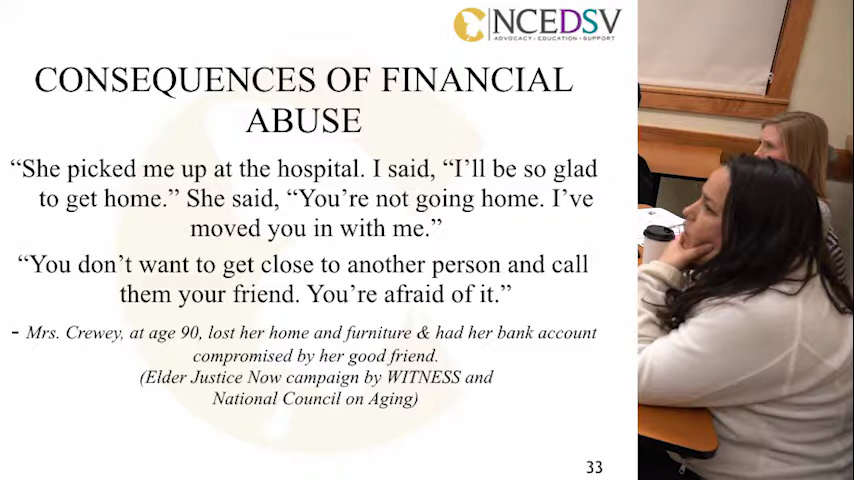 NCEDSV
ADVOCACY • EDUCATION • SUPPORT
CONSEQUENCES OF FINANCIAL
ABUSE
“She picked me up at the hospital. I said, “I’ll be so glad
to get home.” She said, “You’re not going home. I’ve
moved you in with me.”
“You don’t want to get close to another person and call
them your friend. You’re afraid of it.”
- Mrs. Crewey, at age 90, lost her home and furniture & had her bank account
compromised by her good friend.
(Elder Justice Now campaign by WITNESS and
National Council on Aging)
33